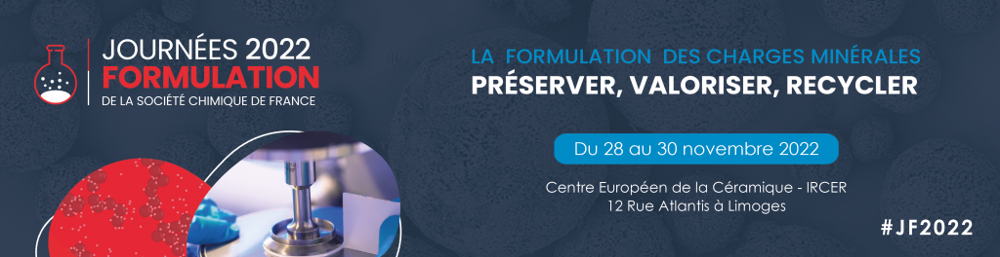 JOURNÉES 2022
FORMULATION
DE LA SOCIÉTÉ CHIMIQUE DE FRANCE
LA FORMULATION DES CHARGES MINÉRALES
PRÉSERVER, VALORISER, RECYCLER
Du 28 au 30 novembre 2022
Centre Européen de la Céramique - IRCER
12 Rue Atlantis à Limoges
#JF2022